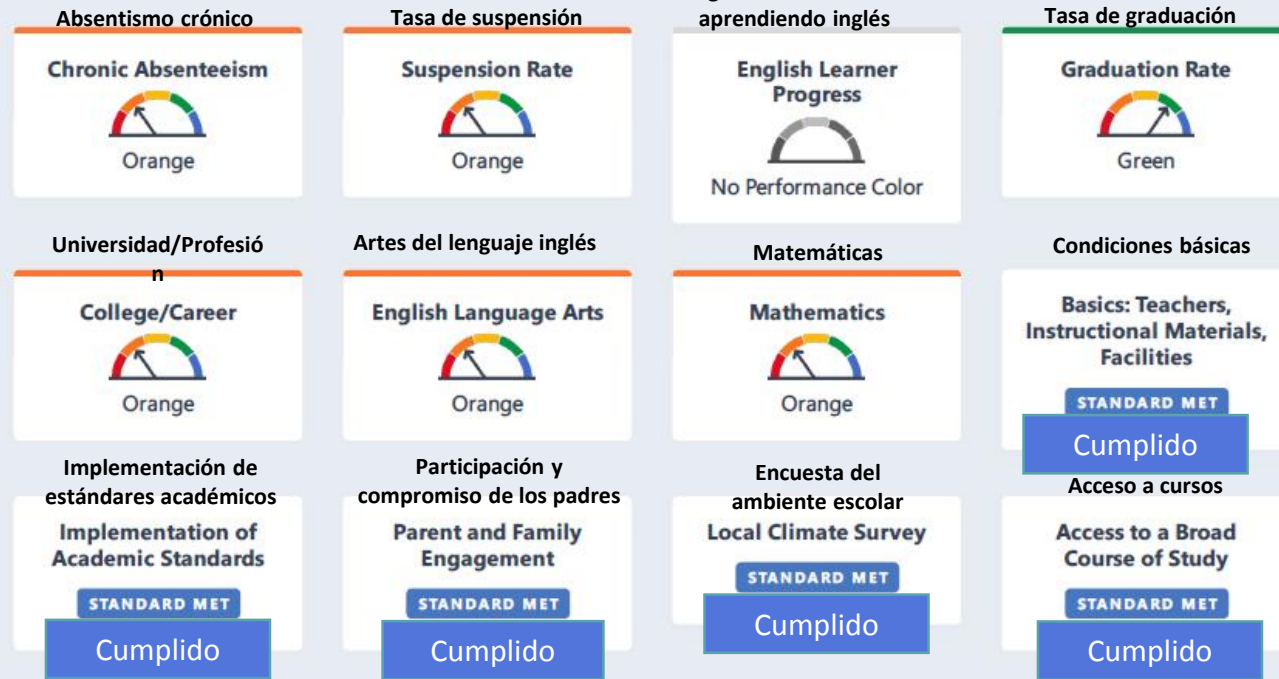 Absentismo crónico
Chronic Absenteeism
Orange
Tasa de suspensión
Suspension Rate
Orange
aprendiendo inglés
English Learner
Progress
No Performance Color
Tasa de graduación
Graduation Rate
Green
Universidad/Profesió
n
College/Career
Orange
Artes del lenguaje inglés
English Language Arts
Orange
Matemáticas
Mathematics
Orange
Condiciones básicas
Basics: Teachers,
Instructional Materials,
Facilities
STANDARD MET
Cumplido
Implementación de
estándares académicos
Implementation of
Academic Standards
STANDARD MET
Cumplido
Participación y
compromiso de los padres
Parent and Family
Engagement
STANDARD MET
Cumplido
Encuesta del
ambiente escolar
Local Climate Survey
STANDARD MET
Cumplido
Acceso a cursos
Access to a Broad
Course of Study
STANDARD MET
Cumplido